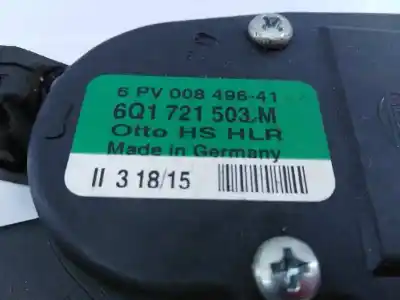 6 PV 008 496-41
6Q1 721 503 M
Otto HS HLR
Made in Germany
II 3 18/15